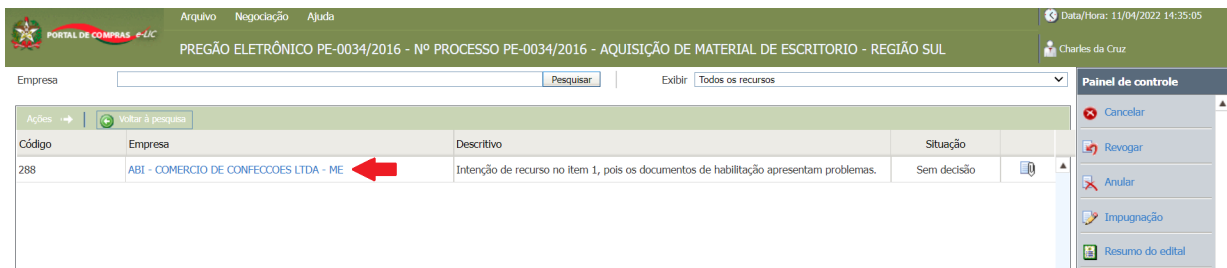 Arquivo Negociação Ajuda
Data/Hora: 11/04/2022 14:35:05
PORTAL DE COMPRAS e-LIC
PREGÃO ELETRÔNICO PE-0034/2016 - Nº PROCESSO PE-0034/2016 - AQUISIÇÃO DE MATERIAL DE ESCRITORIO - REGIÃO SUL
Charles da Cruz
Empresa Pesquisar Exibir Todos os recursos
Painel de controle
Ações Voltar à pesquisa
Cancelar
Código Empresa Descritivo Situação
Revogar
288 ABI - COMERCIO DE CONFECCOES LTDA - ME Intenção de recurso no item 1, pois os documentos de habilitação apresentam problemas. Sem decisão
Anular
Impugnação
Resumo do edital